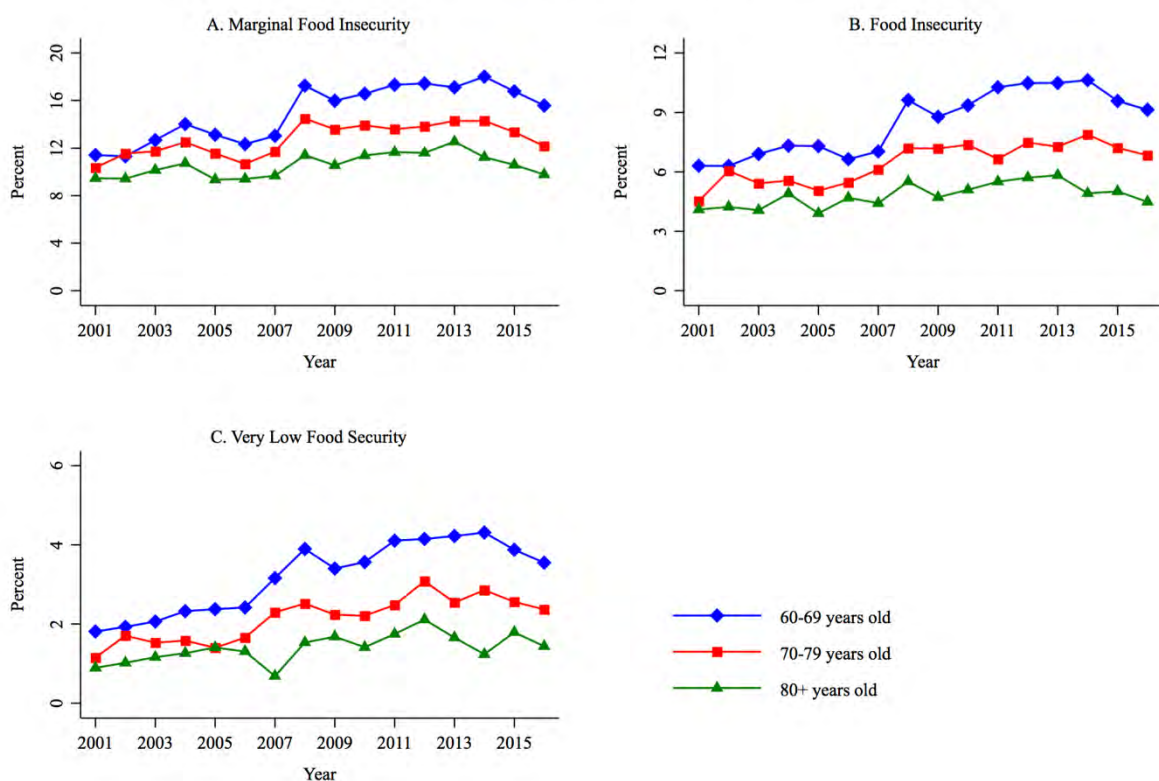 A. Marginal Food Insecurity
Percent
20
16
12
8
4
0
2001 2003 2005 2007 2009 2011 2013 2015
Year
B. Food Insecurity
Percent
12
9
6
3
0
2001 2003 2005 2007 2009 2011 2013 2015
Year
C. Very Low Food Security
Percent
6
4
2
0
2001 2003 2005 2007 2009 2011 2013 2015
Year
60-69 years old
70-79 years old
80+ years old